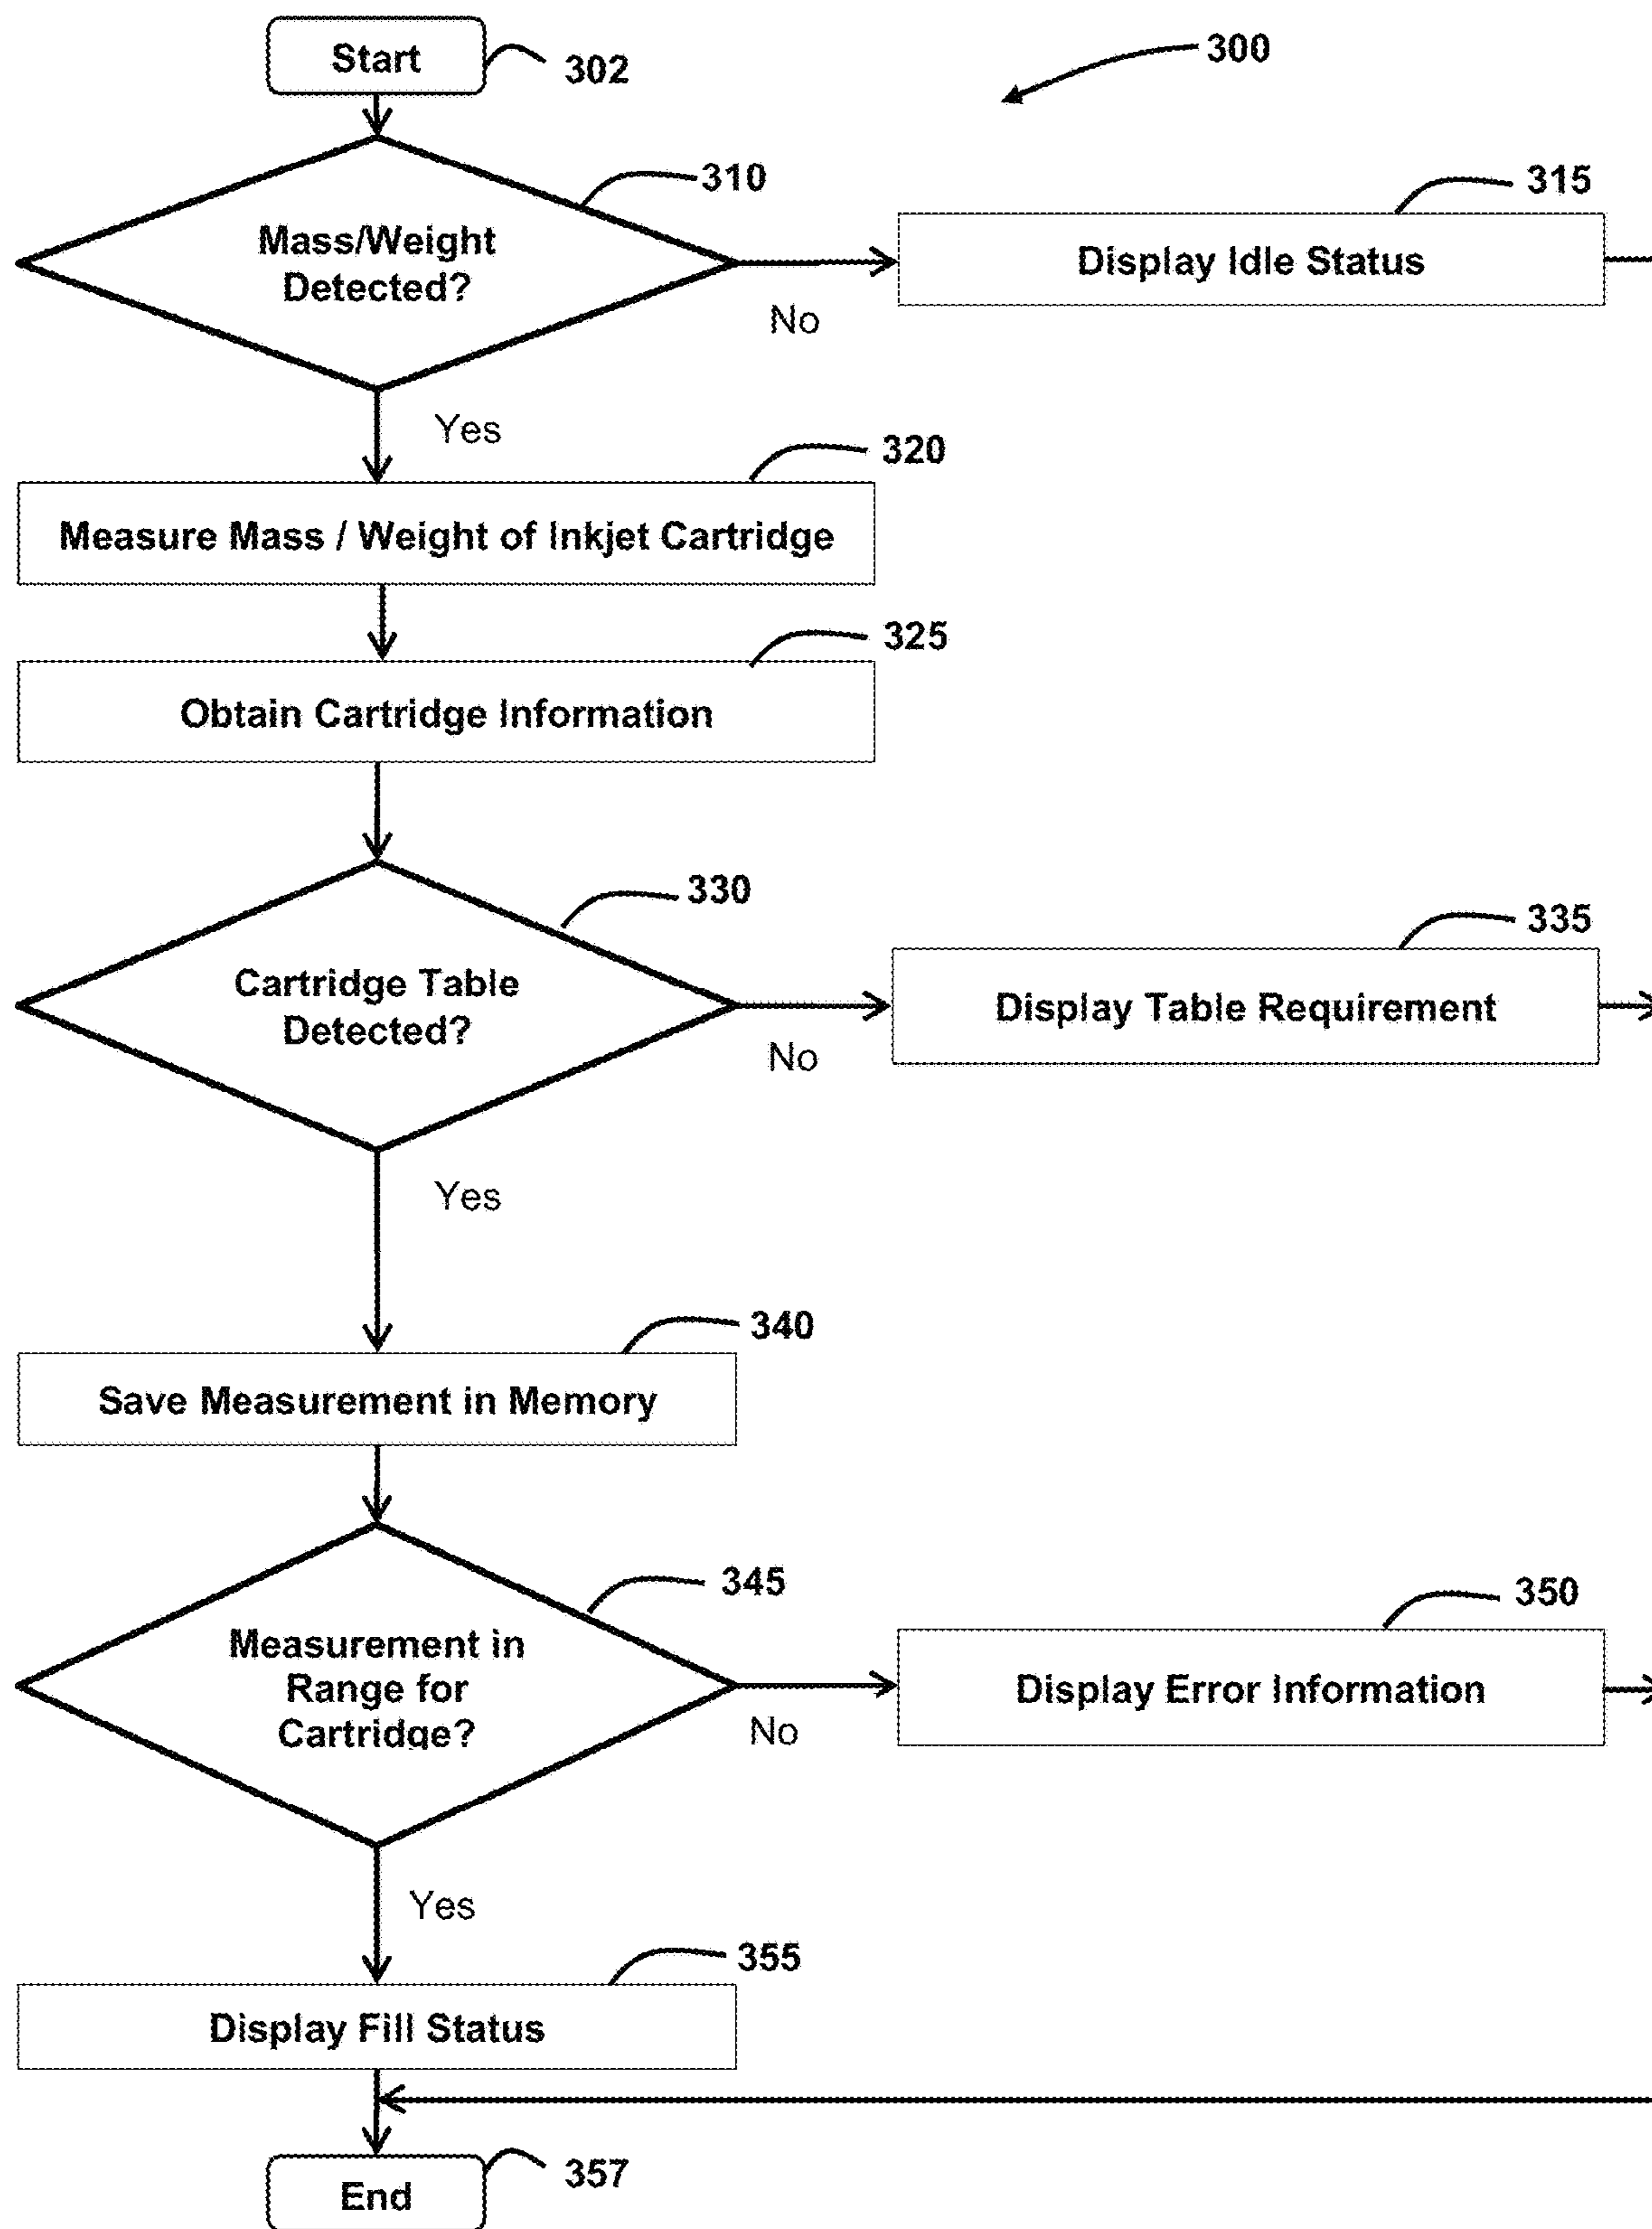 Start
302
300
310
Mass/Weight
Detected?
No
315
Display Idle Status
Yes
320
Measure Mass / Weight of Inkjet Cartridge
325
Obtain Cartridge Information
330
Cartridge Table
Detected?
No
335
Display Table Requirement
Yes
340
Save Measurement in Memory
345
Measurement in
Range for
Cartridge?
No
350
Display Error Information
Yes
355
Display Fill Status
End
357